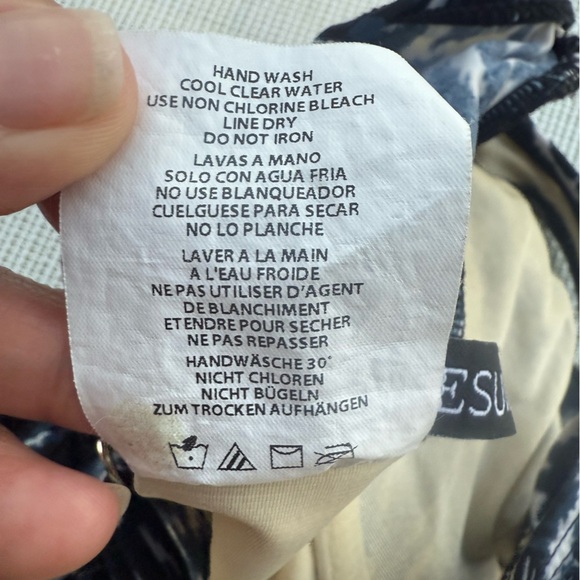 HAND WASH
COOL CLEAR WATER
USE NON CHLORINE BLEACH
LINE DRY
DO NOT IRON
LAVAS A MANO
SOLO CON AGUA FRIA
NO USE BLANQUEADOR
CUELGUESE PARA SECAR
NO LO PLANCHE
LAVER A LA MAIN
A L'EAU FROIDE
NE PAS UTILISER D'AGENT
DE BLANCHIMENT
ETENDRE POUR SECHER
NE PAS REPASSER
HANDWÄSCHE 30°
NICHT CHLOREN
NICHT BÜGELN
ZUM TROCKEN AUFHÄNGEN